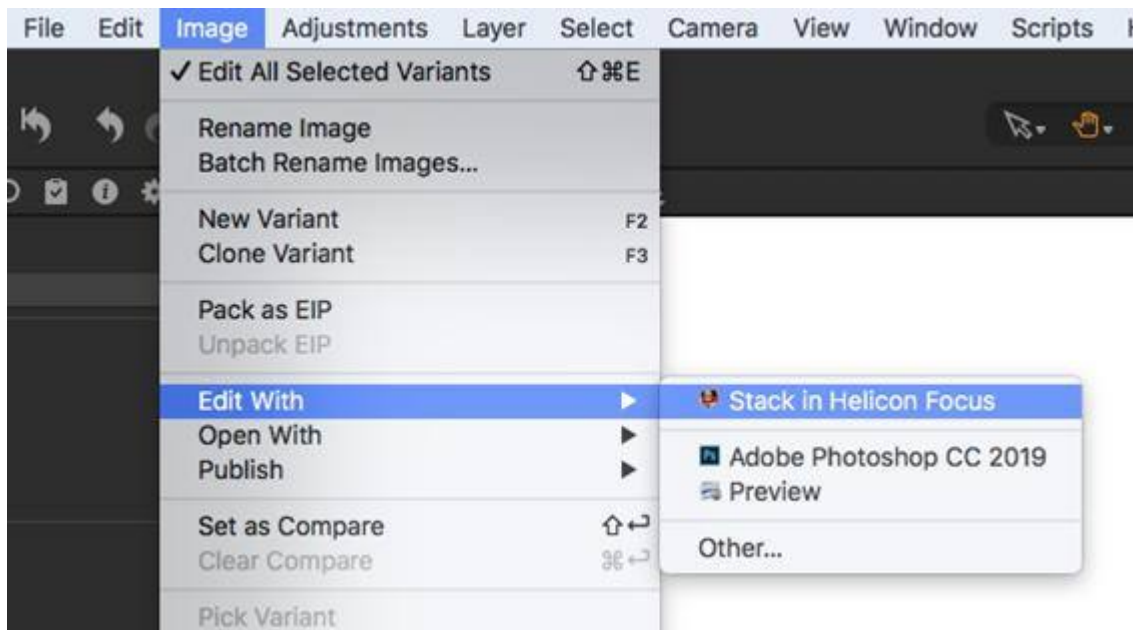 File Edit Image Adjustments Layer Select Camera View Window Scripts
✓ Edit All Selected Variants ⇧⌘E
Rename Image
Batch Rename Images...
New Variant F2
Clone Variant F3
Pack as EIP
Unpack EIP
Edit With ▶ Stack in Helicon Focus
Open With ▶
Adobe Photoshop CC 2019
Publish ▶
Preview
Set as Compare ⇧↩
Other...
Clear Compare ⌘↩
Pick Variant